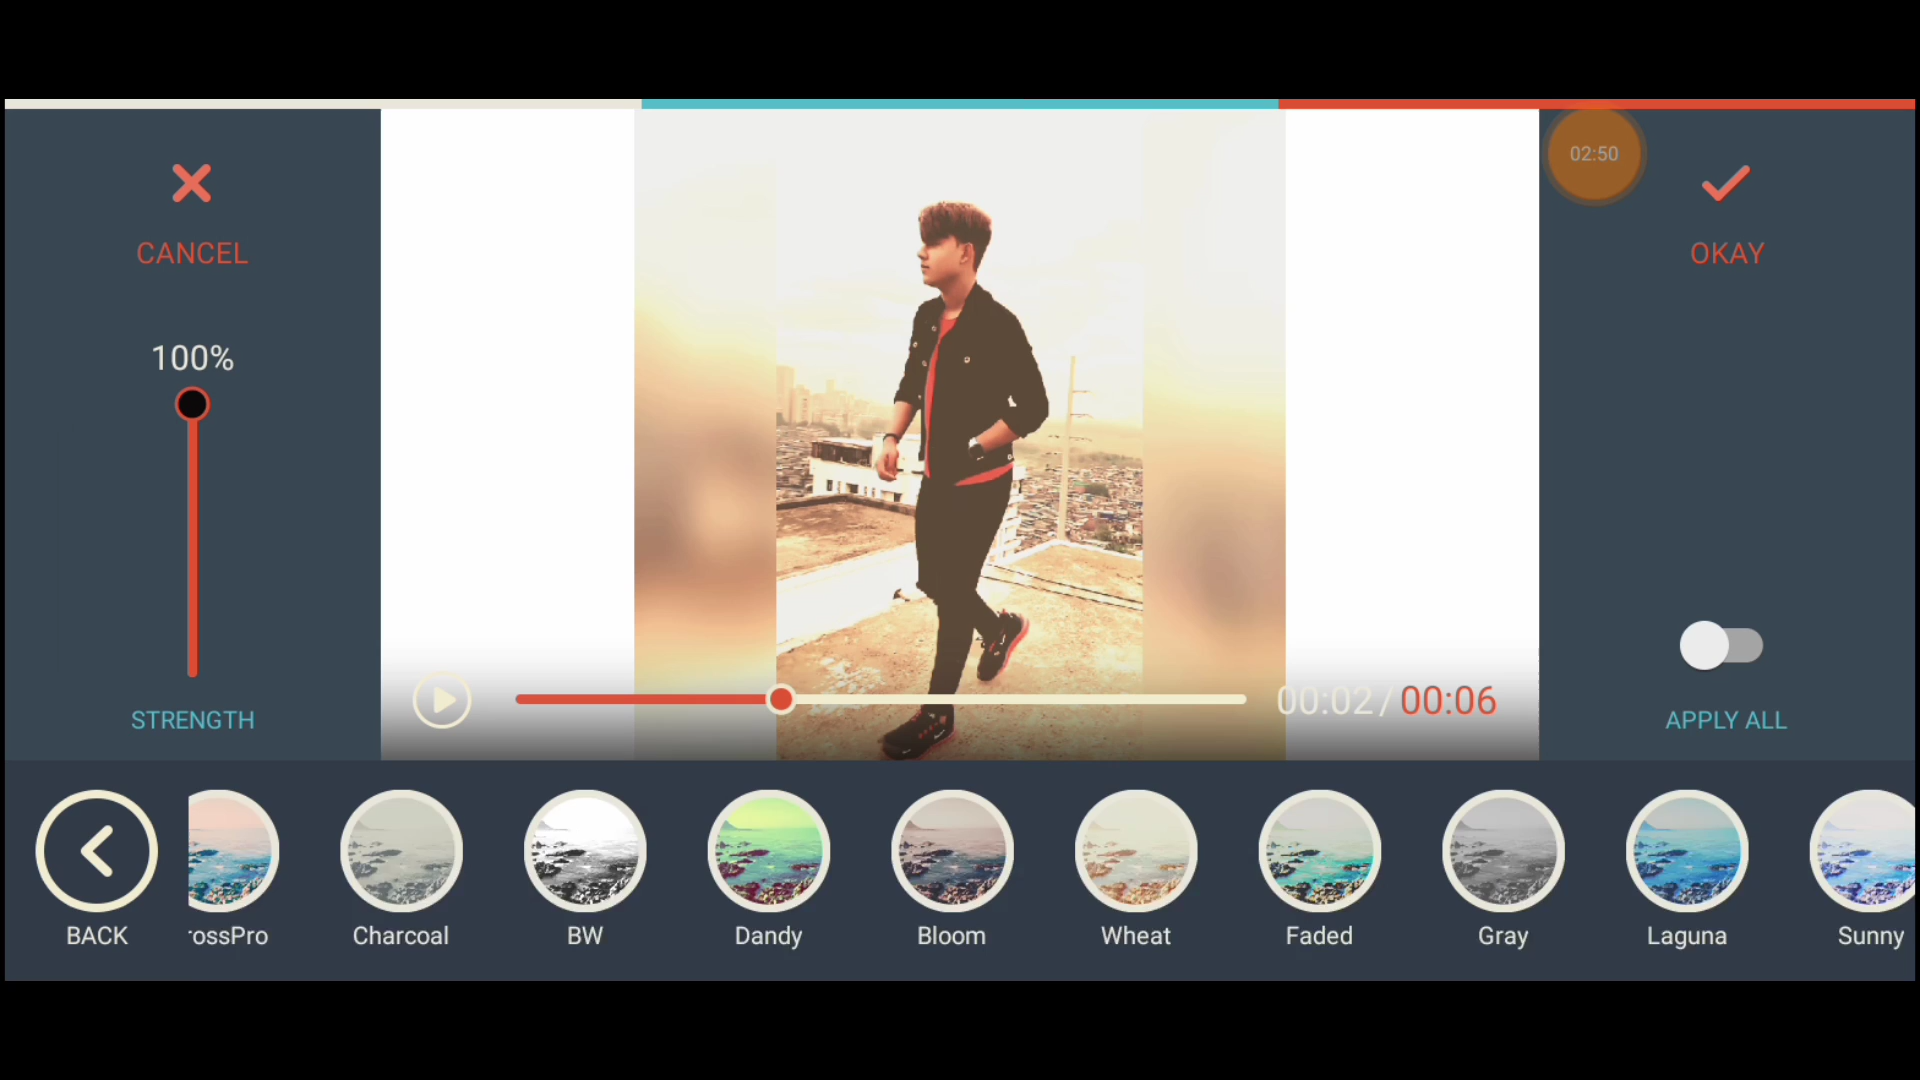 02:50
CANCEL
OKAY
100%
00:02/00:06
STRENGTH
APPLY ALL
BACK
rossPro
Charcoal
BW
Dandy
Bloom
Wheat
Faded
Gray
Laguna
Sunny